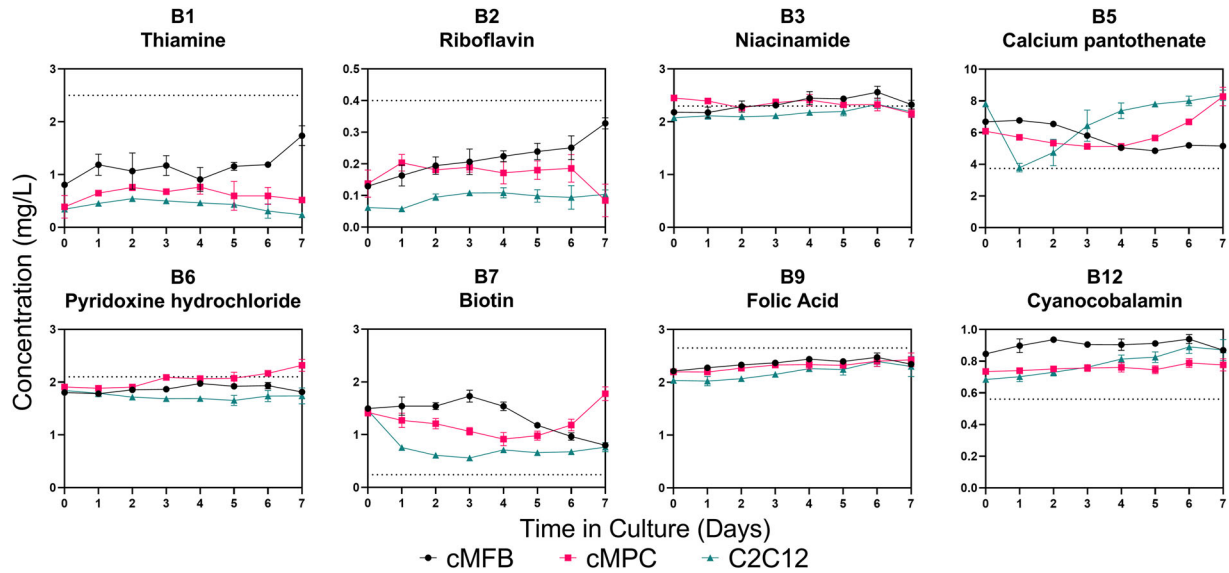 B1
Thiamine
B2
Riboflavin
B3
Niacinamide
B5
Calcium pantothenate
3
2
1
0
0 1 2 3 4 5 6 7
0.5
0.4
0.3
0.2
0.1
0.0
0 1 2 3 4 5 6 7
3
2
1
0
0 1 2 3 4 5 6 7
10
8
6
4
2
0
0 1 2 3 4 5 6 7
Concentration (mg/L)
B6
Pyridoxine hydrochloride
B7
Biotin
B9
Folic Acid
B12
Cyanocobalamin
3
2
1
0
0 1 2 3 4 5 6 7
3
2
1
0
0 1 2 3 4 5 6 7
3
2
1
0
0 1 2 3 4 5 6 7
1.0
0.8
0.6
0.4
0.2
0.0
0 1 2 3 4 5 6 7
Time in Culture (Days)
cMFB cMPC C2C12